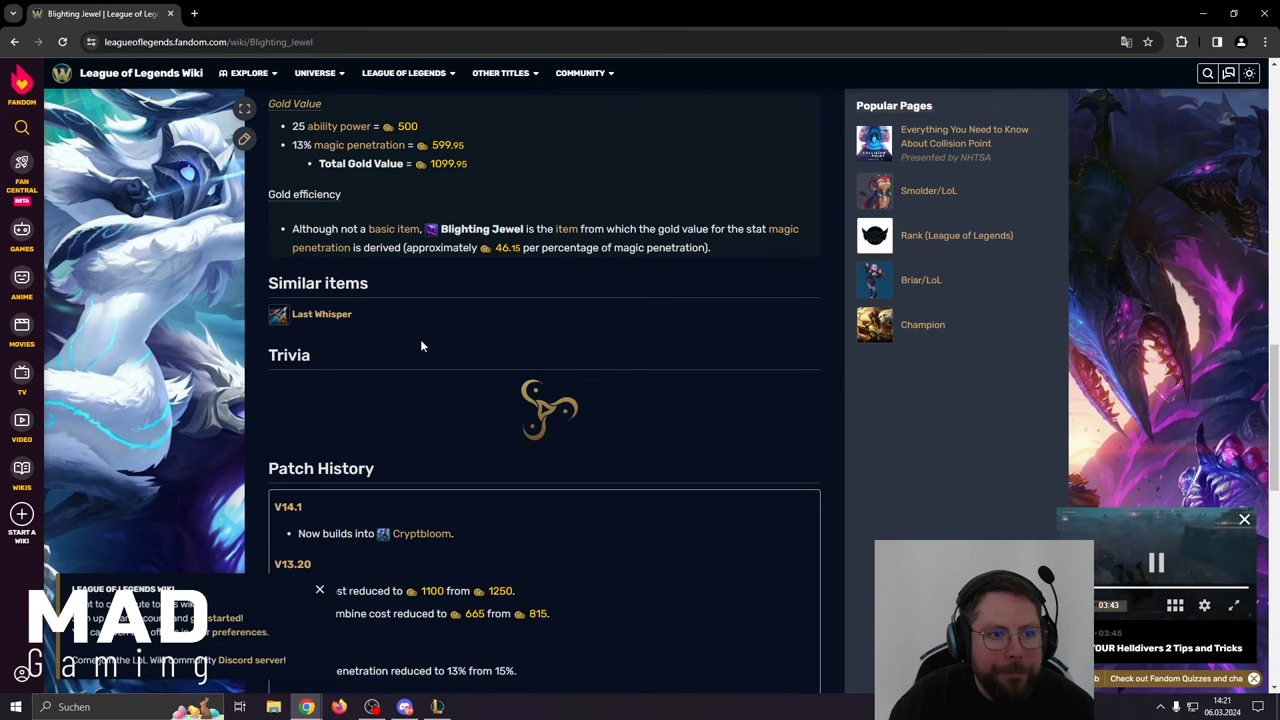 Blighting Jewel | League of Leg
leagueoflegends.fandom.com/wiki/Blighting_Jewel
FANDOM
League of Legends Wiki
EXPLORE
UNIVERSE
LEAGUE OF LEGENDS
OTHER TITLES
COMMUNITY
FAN CENTRAL
BETA
GAMES
ANIME
MOVIES
TV
VIDEO
WIKIS
START A WIKI
Gold Value
25 ability power = 500
13% magic penetration = 599.95
Total Gold Value = 1099.95
Gold efficiency
Although not a basic item, Blighting Jewel is the item from which the gold value for the stat magic
penetration is derived (approximately 46.15 per percentage of magic penetration).
Similar items
Last Whisper
Trivia
Patch History
V14.1
Now builds into Cryptbloom.
V13.20
st reduced to 1100 from 1250.
mbine cost reduced to 665 from 815.
enetration reduced to 13% from 15%.
Popular Pages
Everything You Need to Know
About Collision Point
Presented by NHTSA
Smolder/LoL
Rank (League of Legends)
Briar/LoL
Champion
LEAGUE OF LEGENDS WIKI
started!
preferences.
the LoL Wiki community Discord server!
MAD
Gaming
03:43
03:45
YOUR Helldivers 2 Tips and Tricks
Check out Fandom Quizzes and cha
Suchen
14:21
06.03.2024